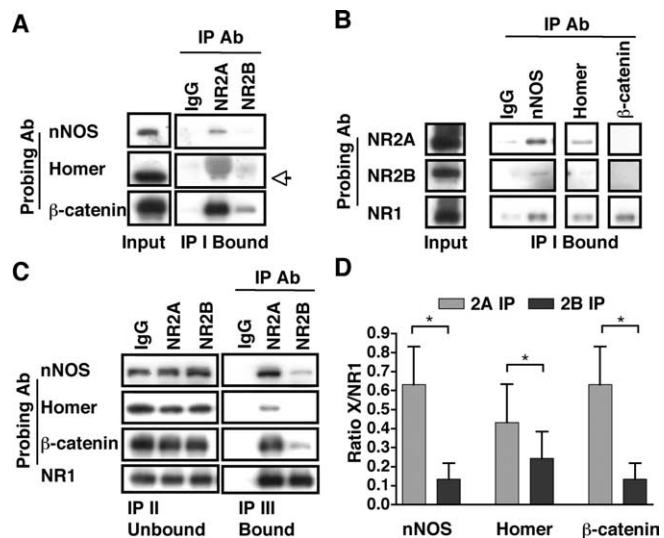 A
IP Ab
IgG
NR2A
NR2B
Probing Ab
nNOS
Homer
β-catenin
Input
IP I Bound
B
IP Ab
IgG
nNOS
Homer
β-catenin
Probing Ab
NR2A
NR2B
NR1
Input
IP I Bound
C
IP Ab
IgG
NR2A
NR2B
IgG
NR2A
NR2B
Probing Ab
nNOS
Homer
β-catenin
NR1
IP II
Unbound
IP III
Bound
D
2A IP
2B IP
* * *
Ratio X/NR1
0.9
0.8
0.7
0.6
0.5
0.4
0.3
0.2
0.1
0.0
nNOS Homer β-catenin